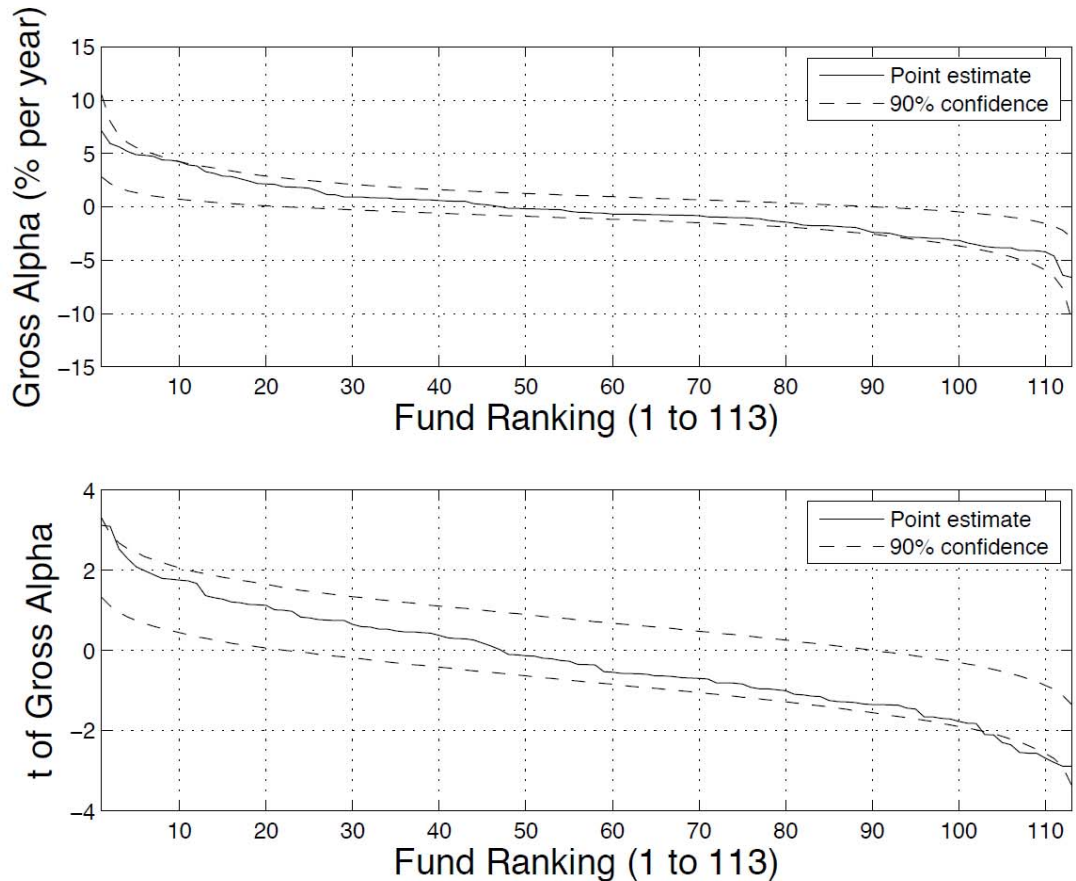 15
10
5
0
−5
−10
−15
Gross Alpha (% per year)
Point estimate
90% confidence
10 20 30 40 50 60 70 80 90 100 110
Fund Ranking (1 to 113)
4
2
0
−2
−4
t of Gross Alpha
Point estimate
90% confidence
10 20 30 40 50 60 70 80 90 100 110
Fund Ranking (1 to 113)